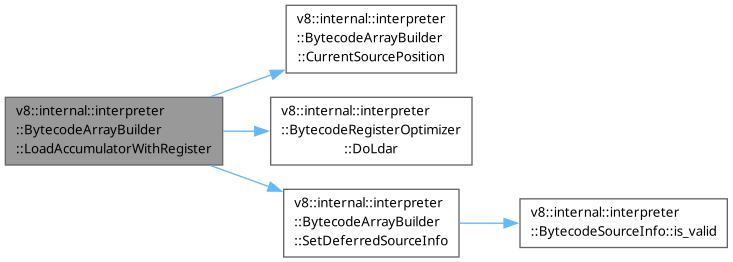 v8::internal::interpreter
::BytecodeArrayBuilder
::LoadAccumulatorWithRegister
v8::internal::interpreter
::BytecodeArrayBuilder
::CurrentSourcePosition
v8::internal::interpreter
::BytecodeRegisterOptimizer
::DoLdar
v8::internal::interpreter
::BytecodeArrayBuilder
::SetDeferredSourceInfo
v8::internal::interpreter
::BytecodeSourceInfo::is_valid